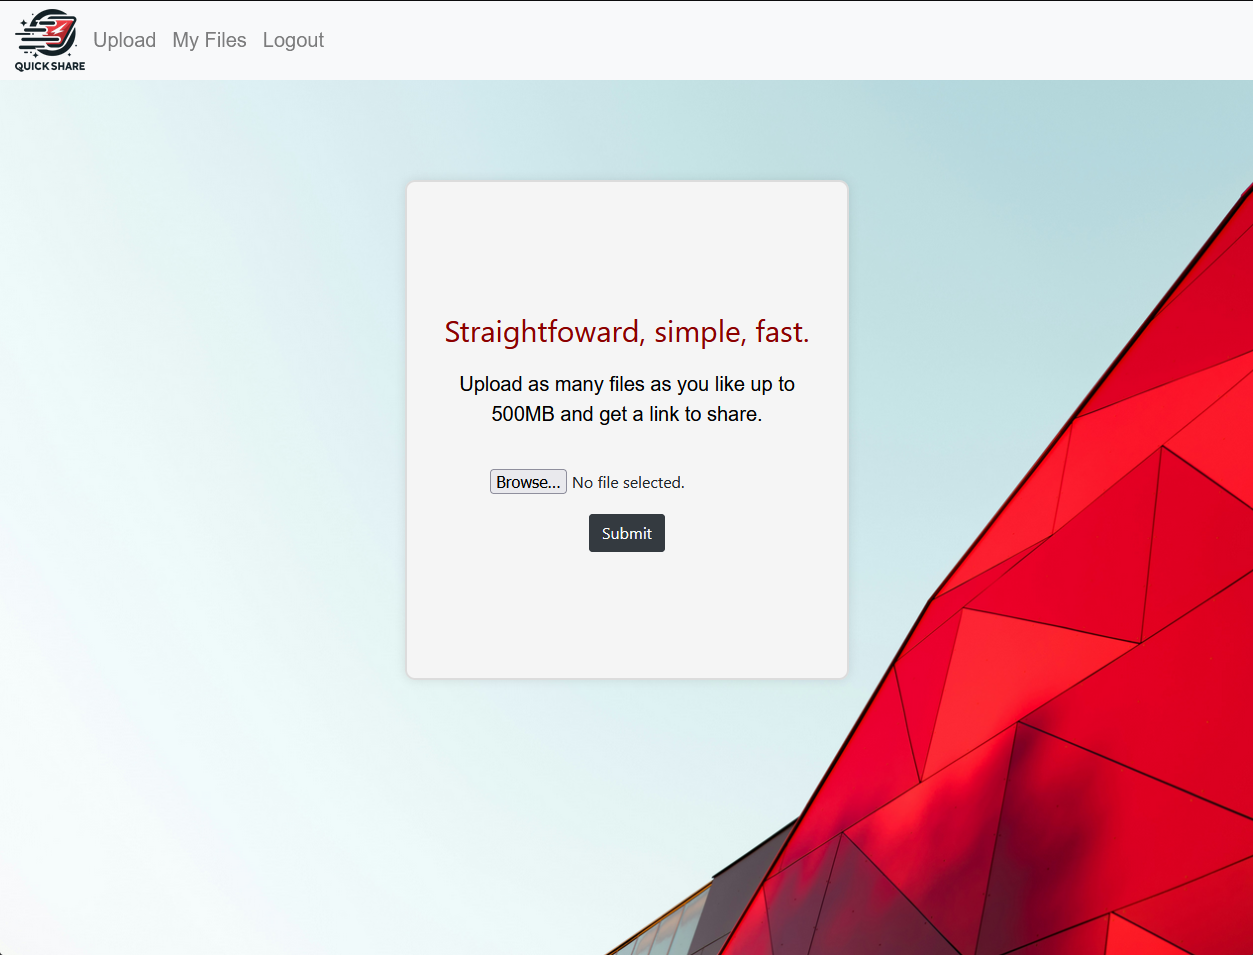 QUICK SHARE
Upload My Files Logout
Straightfoward, simple, fast.
Upload as many files as you like up to
500MB and get a link to share.
Browse... No file selected.
Submit